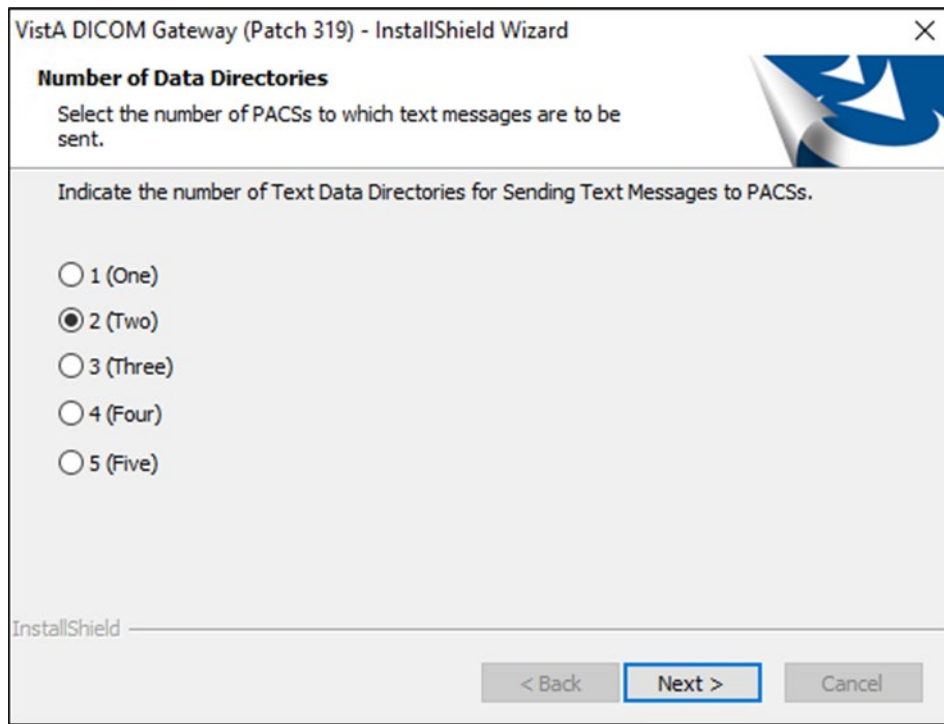 VistA DICOM Gateway (Patch 319) - InstallShield Wizard
Number of Data Directories
Select the number of PACSs to which text messages are to be
sent.
Indicate the number of Text Data Directories for Sending Text Messages to PACSs.
1 (One)
2 (Two)
3 (Three)
4 (Four)
5 (Five)
InstallShield
< Back Next > Cancel